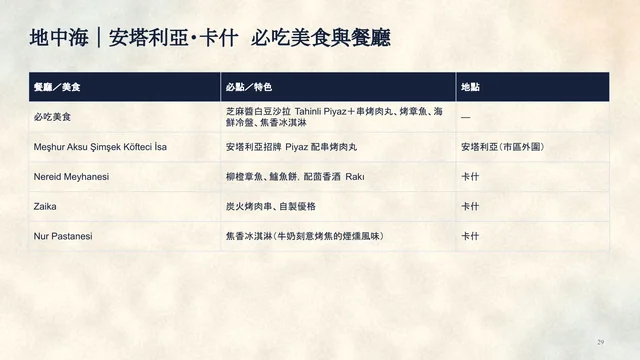 地中海｜安塔利亞・卡什 必吃美食與餐廳
餐廳／美食 必點／特色 地點
必吃美食 芝麻醬白豆沙拉 Tahinli Piyaz＋串烤肉丸、烤章魚、海
鮮冷盤、焦香冰淇淋 —
Meşhur Aksu Şimşek Köfteci İsa 安塔利亞招牌 Piyaz 配串烤肉丸 安塔利亞（市區外圍）
Nereid Meyhanesi 柳橙章魚、鱸魚餅，配茴香酒 Rakı 卡什
Zaika 炭火烤肉串、自製優格 卡什
Nur Pastanesi 焦香冰淇淋（牛奶刻意烤焦的煙燻風味） 卡什
29